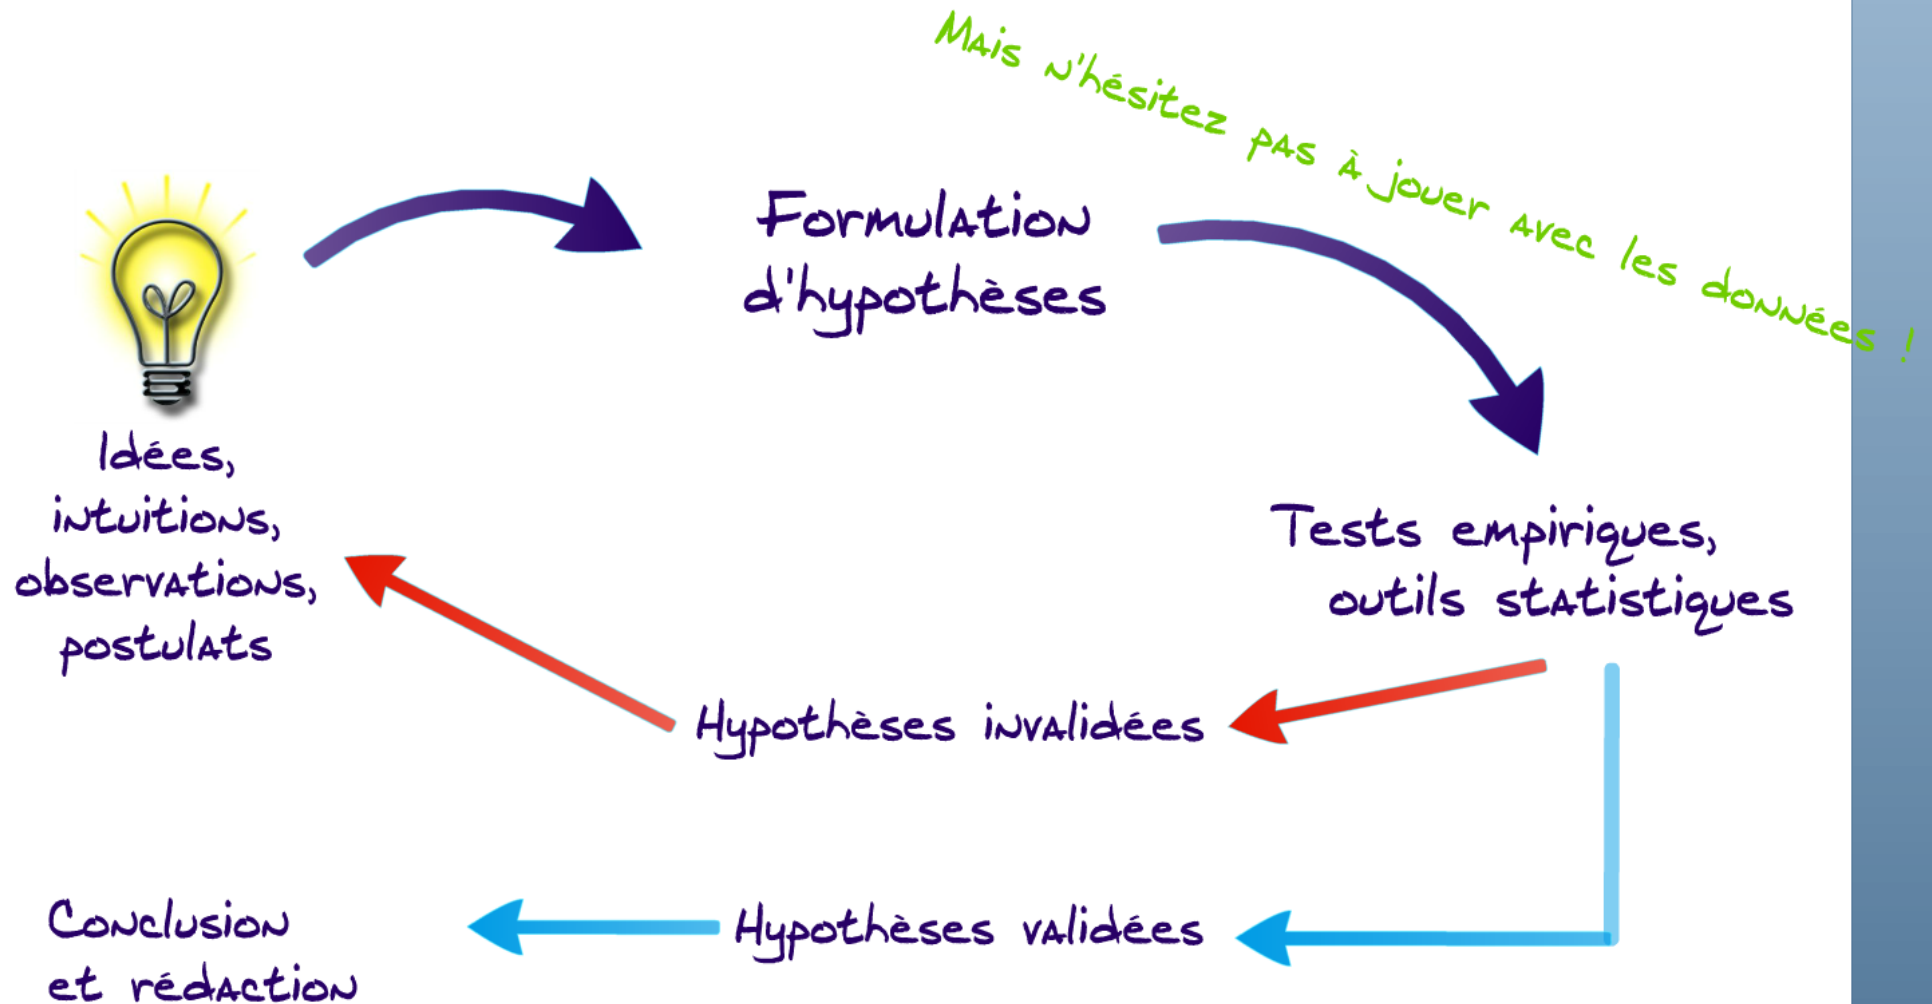 Mais n'hésitez pas à jouer avec les données !
Formulation
d'hypothèses
Idées,
intuitions,
observations,
postulats
Tests empiriques,
outils statistiques
Hypothèses invalidées
Hypothèses validées
Conclusion
et rédaction